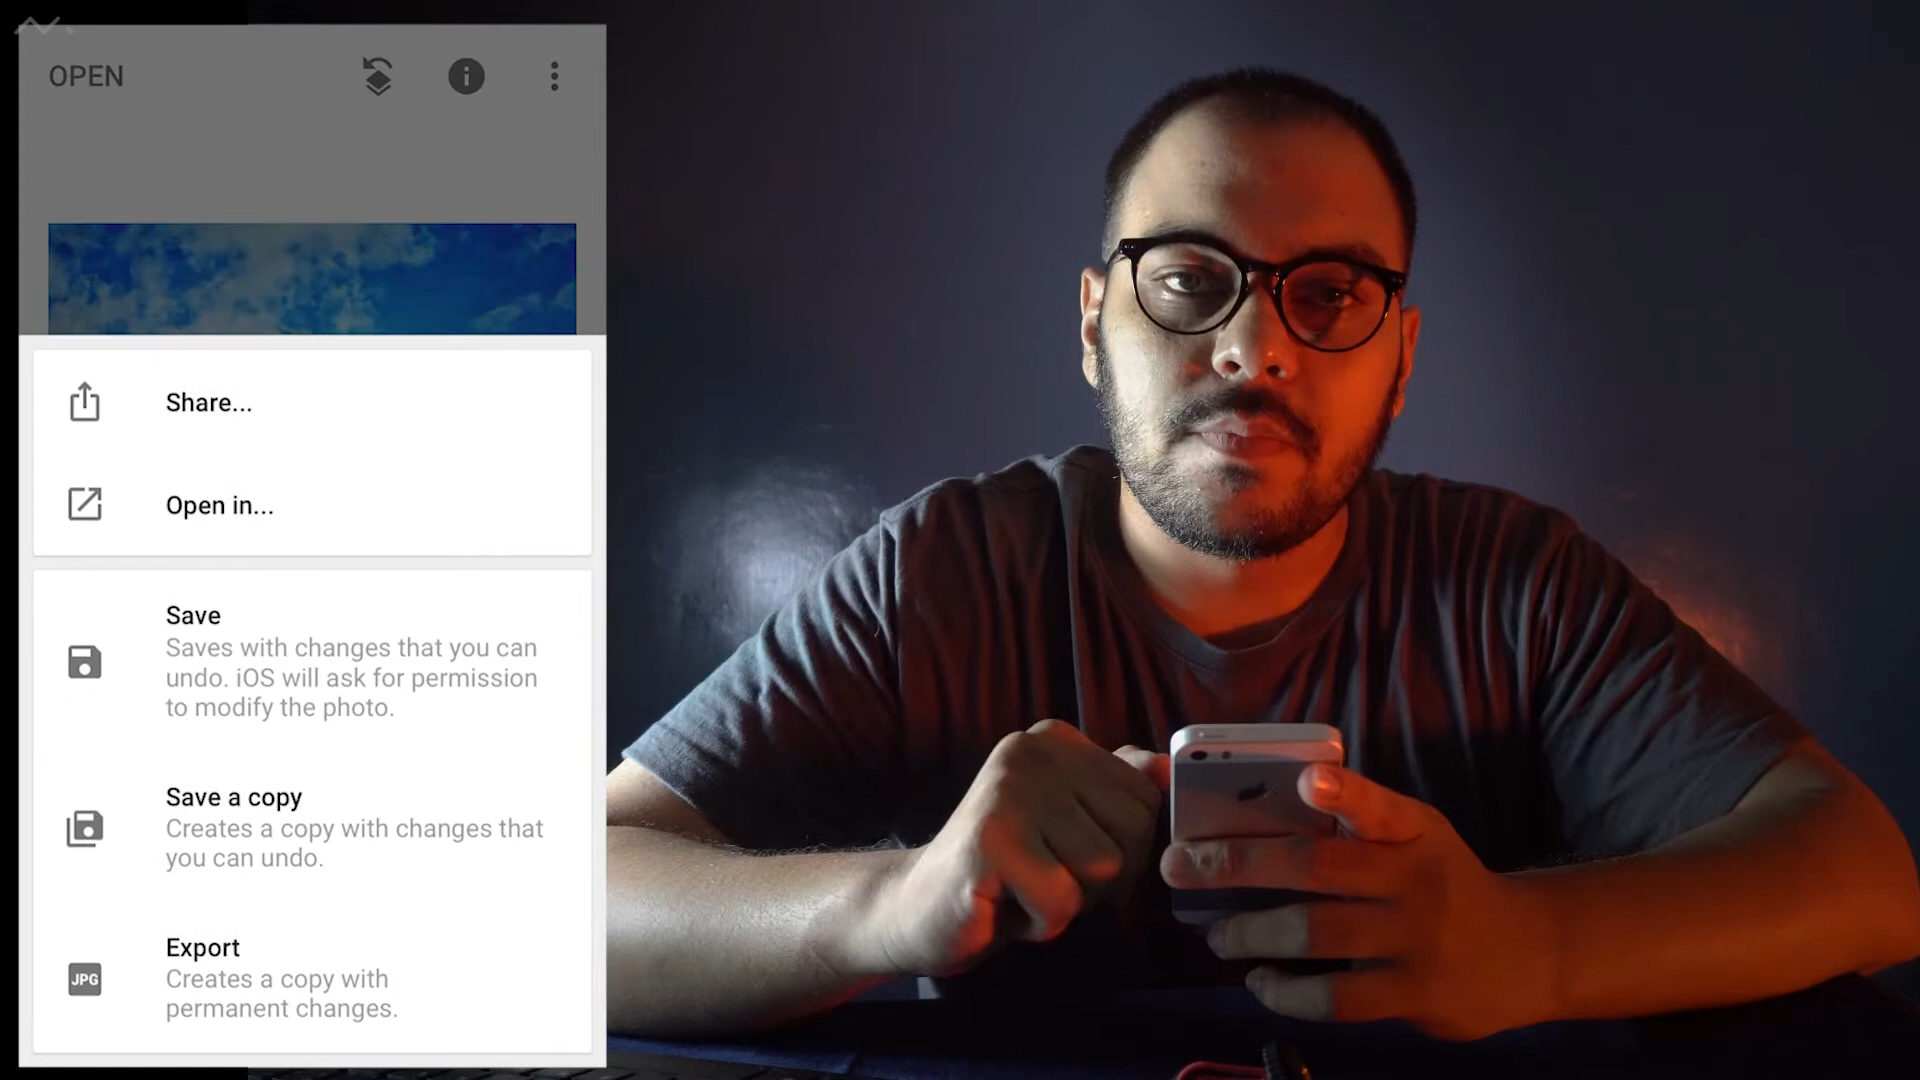 OPEN
Share...
Open in...
Save
Saves with changes that you can
undo. iOS will ask for permission
to modify the photo.
Save a copy
Creates a copy with changes that
you can undo.
JPG
Export
Creates a copy with
permanent changes.